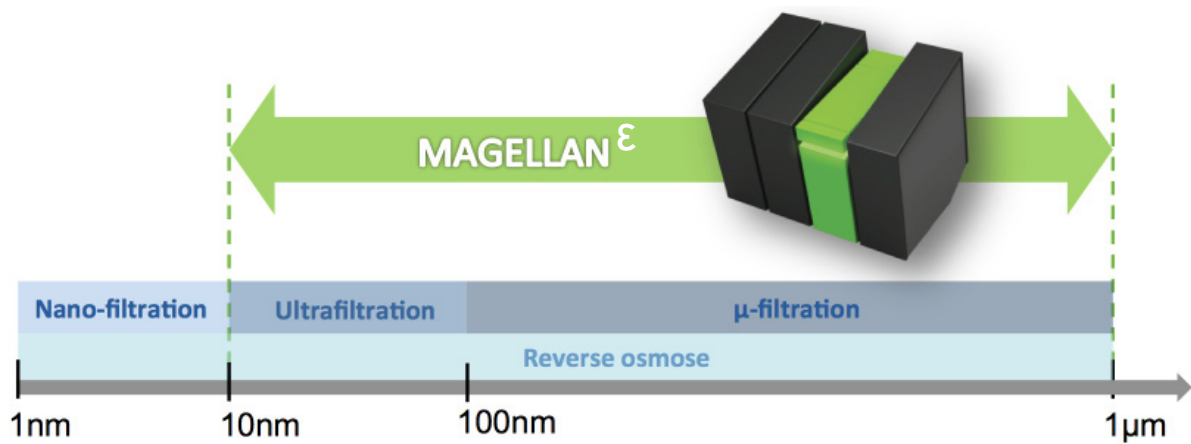 MAGELLAN ε
Nano-filtration Ultrafiltration µ-filtration
Reverse osmose
1nm 10nm 100nm 1µm